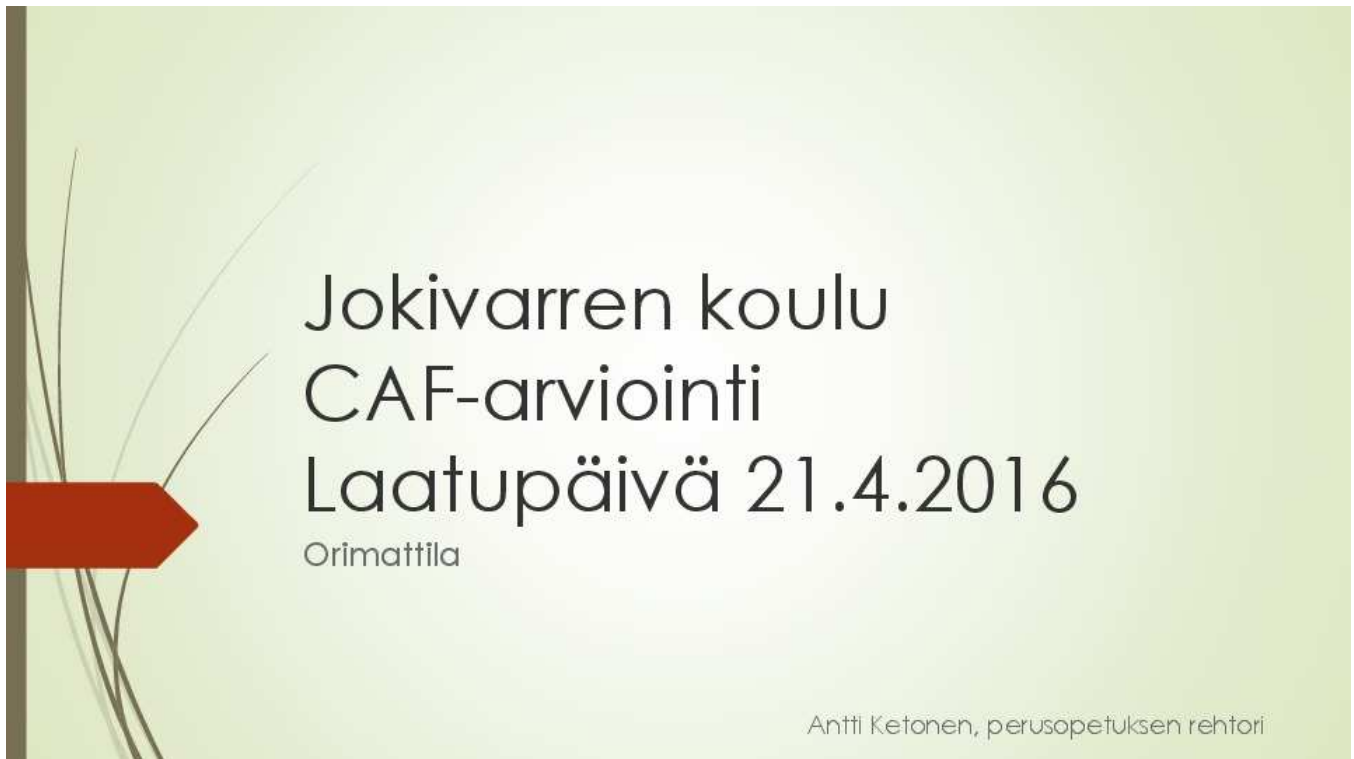 Jokivarren koulu
CAF-arviointi
Laatupäivä 21.4.2016
Orimattila
Antti Ketonen, perusopetuksen rehtori